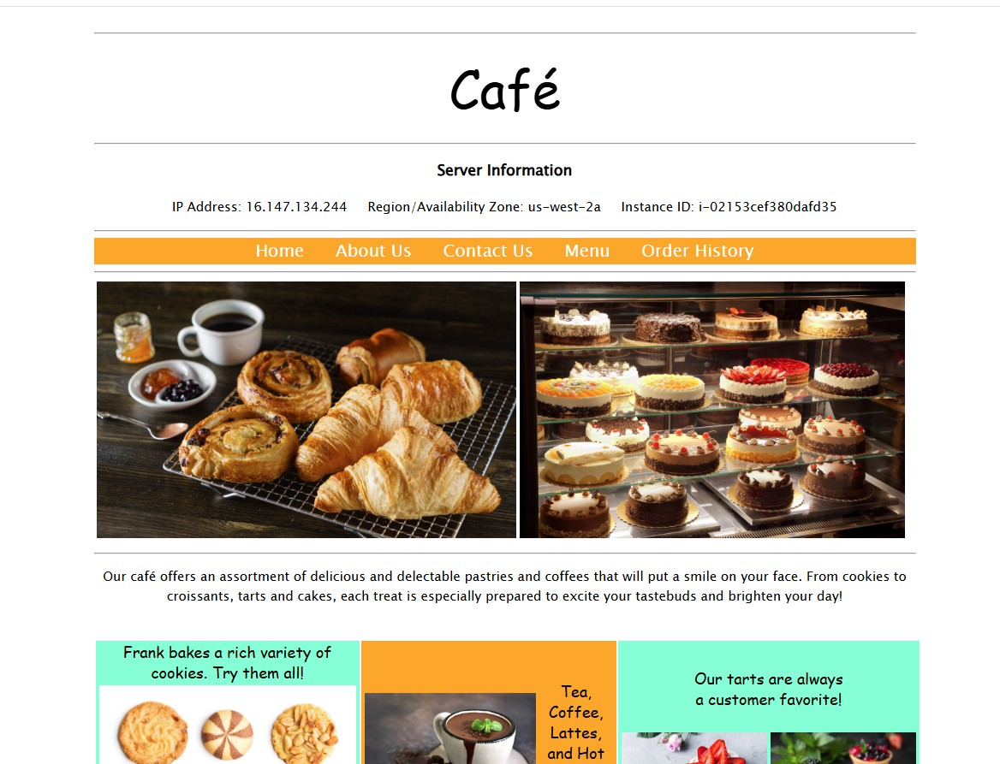 Café
Server Information
IP Address: 16.147.134.244 Region/Availability Zone: us-west-2a Instance ID: i-02153cef380dafd35
Home About Us Contact Us Menu Order History
Our café offers an assortment of delicious and delectable pastries and coffees that will put a smile on your face. From cookies to
croissants, tarts and cakes, each treat is especially prepared to excite your tastebuds and brighten your day!
Frank bakes a rich variety of
cookies. Try them all!
Tea,
Coffee,
Lattes,
and Hot
Our tarts are always
a customer favorite!